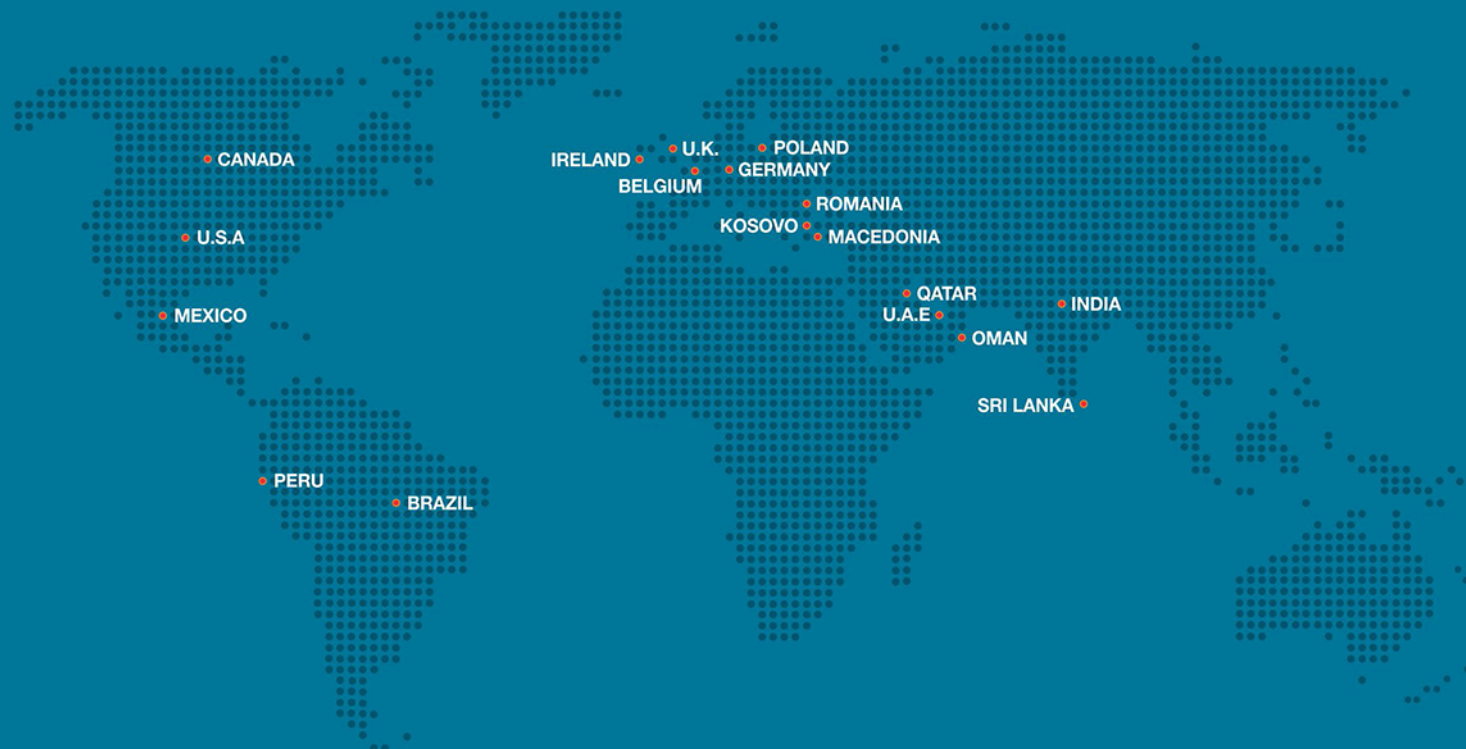 CANADA
U.S.A
MEXICO
PERU
BRAZIL
IRELAND
U.K.
BELGIUM
POLAND
GERMANY
ROMANIA
KOSOVO
MACEDONIA
QATAR
U.A.E
OMAN
INDIA
SRI LANKA